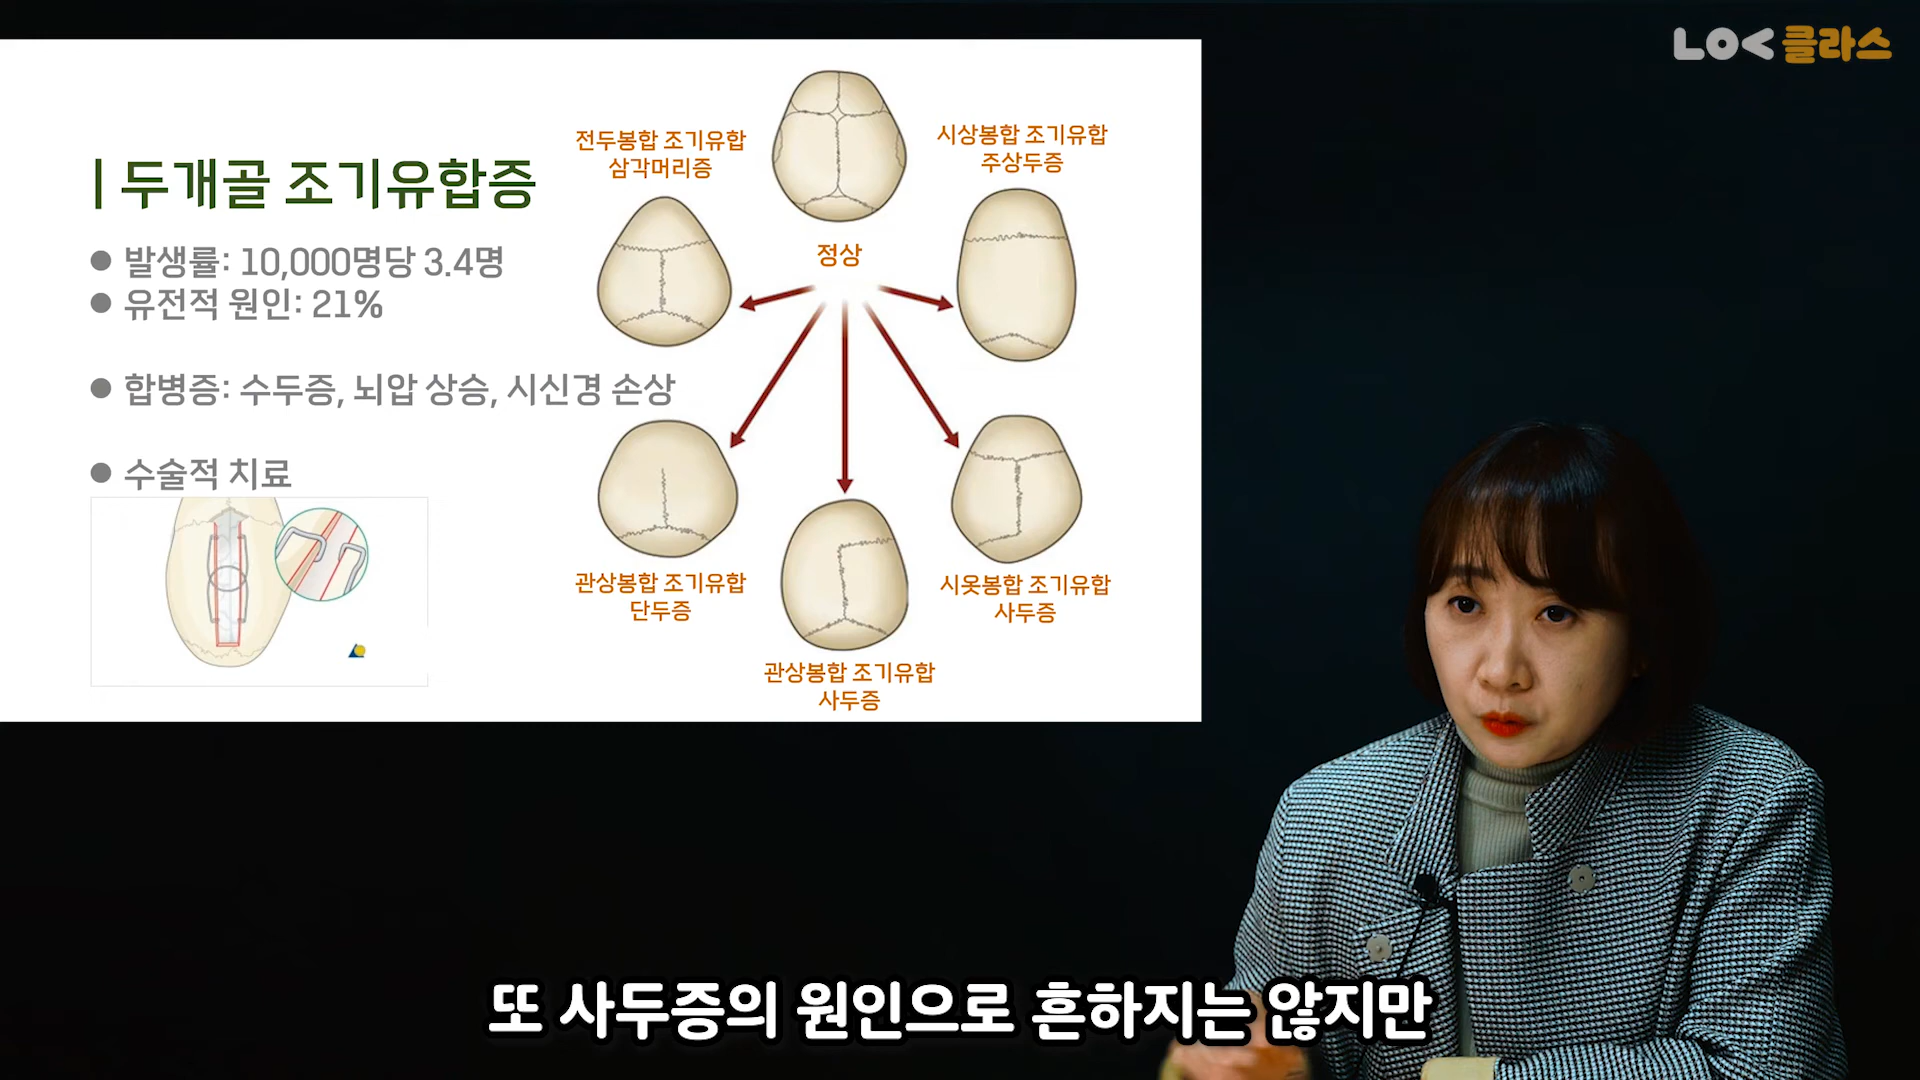 LOC 클라스
| 두개골 조기유합증
● 발생률: 10,000명당 3.4명
● 유전적 원인: 21%
● 합병증: 수두증, 뇌압 상승, 시신경 손상
● 수술적 치료
전두봉합 조기유합
삼각머리증
정상
시상봉합 조기유합
주상두증
관상봉합 조기유합
단두증
관상봉합 조기유합
사두증
시옷봉합 조기유합
사두증
또 사두증의 원인으로 흔하지는 않지만